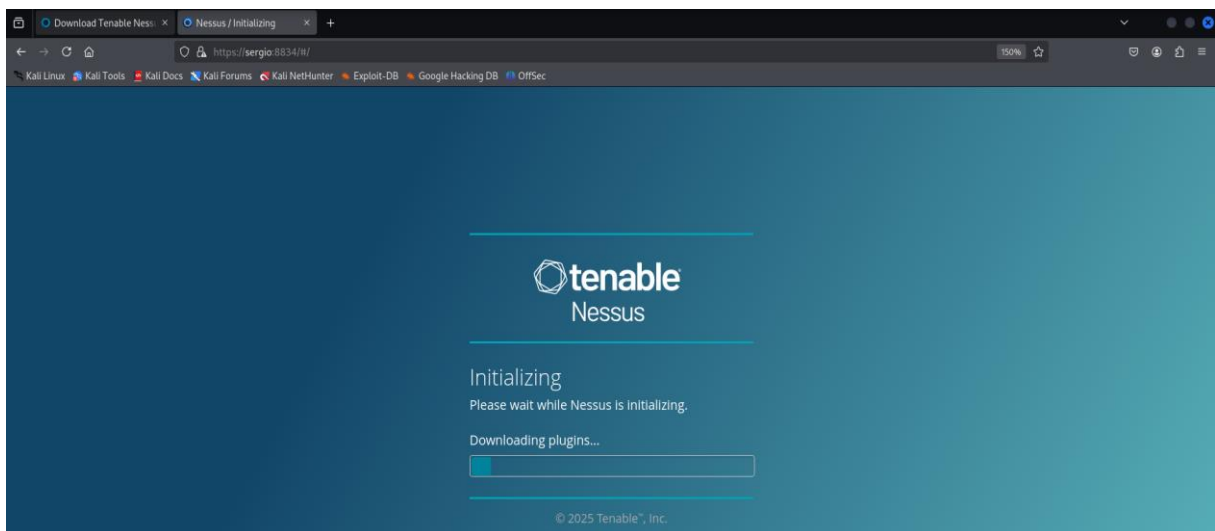 Download Tenable Ness
Nessus / Initializing
https://sergio:8834/#/
150%
Kali Linux Kali Tools Kali Docs Kali Forums Kali NetHunter Exploit-DB Google Hacking DB OffSec
tenable
Nessus
Initializing
Please wait while Nessus is initializing.
Downloading plugins...
© 2025 Tenable™, Inc.